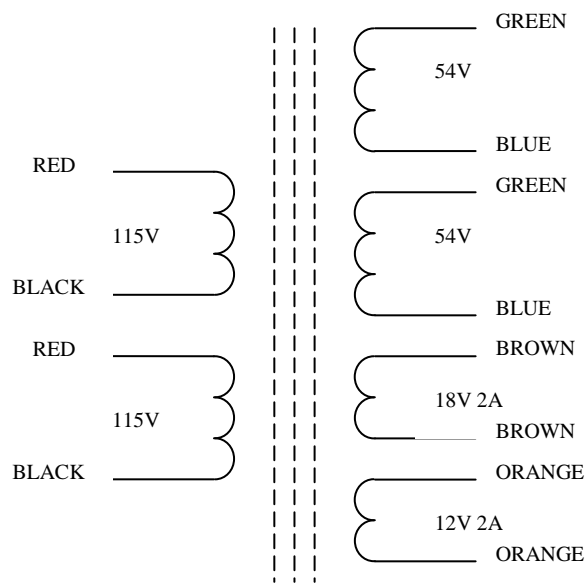 GREEN
54V
BLUE
RED
GREEN
115V
54V
BLACK
BLUE
RED
BROWN
18V 2A
115V
BROWN
BLACK
ORANGE
12V 2A
ORANGE